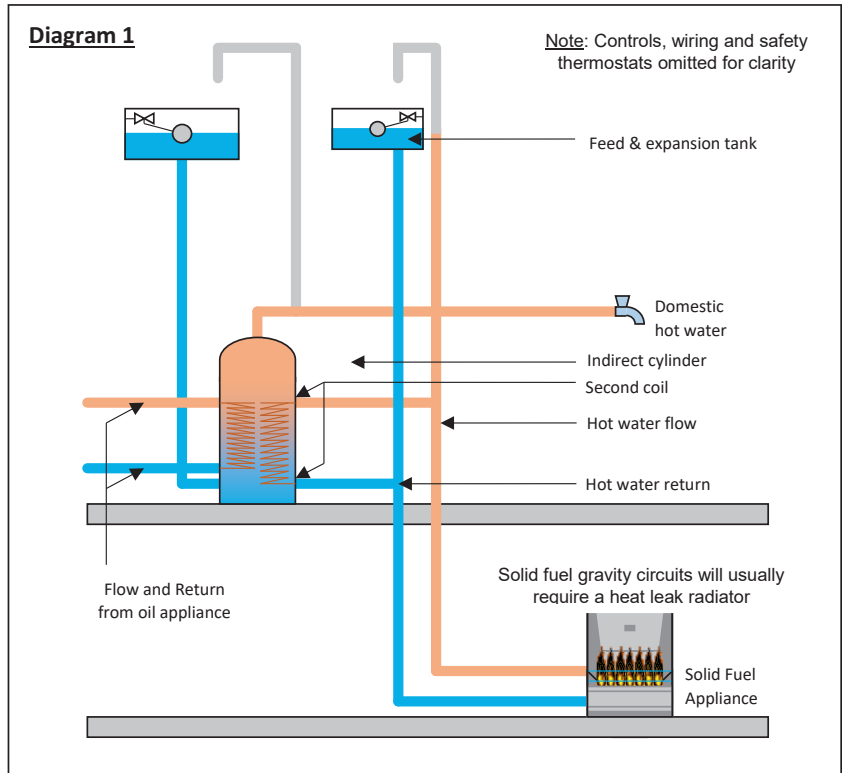 Diagram 1
Note: Controls, wiring and safety
thermostats omitted for clarity
Feed & expansion tank
Domestic
hot water
Indirect cylinder
Second coil
Hot water flow
Hot water return
Flow and Return
from oil appliance
Solid fuel gravity circuits will usually
require a heat leak radiator
Solid Fuel
Appliance